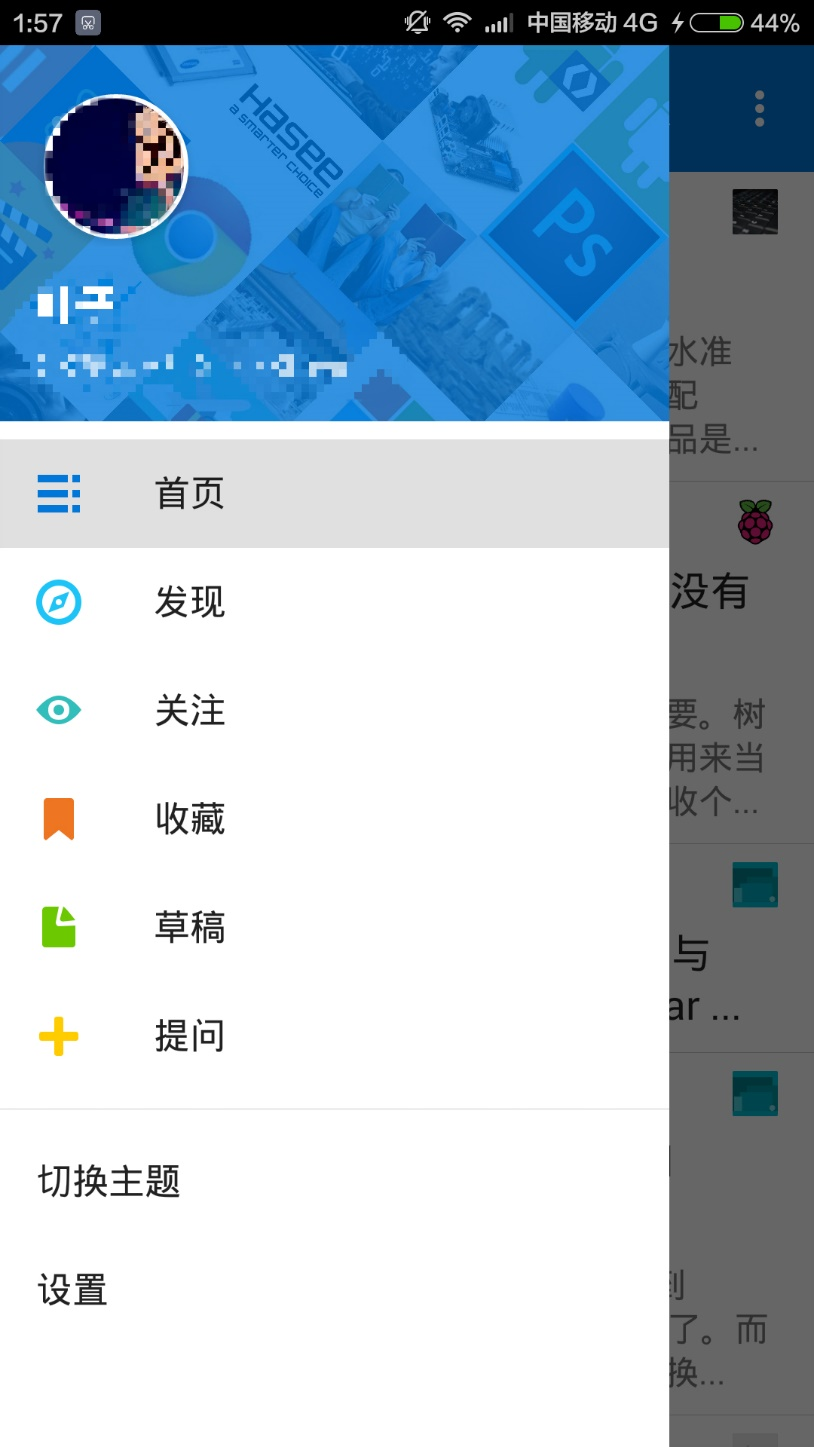 1:57
中国移动 4G
44%
Hasee
a smarter choice
Ps
首页
发现
关注
收藏
草稿
提问
切换主题
设置
水准
配
品是...
没有
要。树
用来当
收个...
与
ar ...
到
了。而
换...